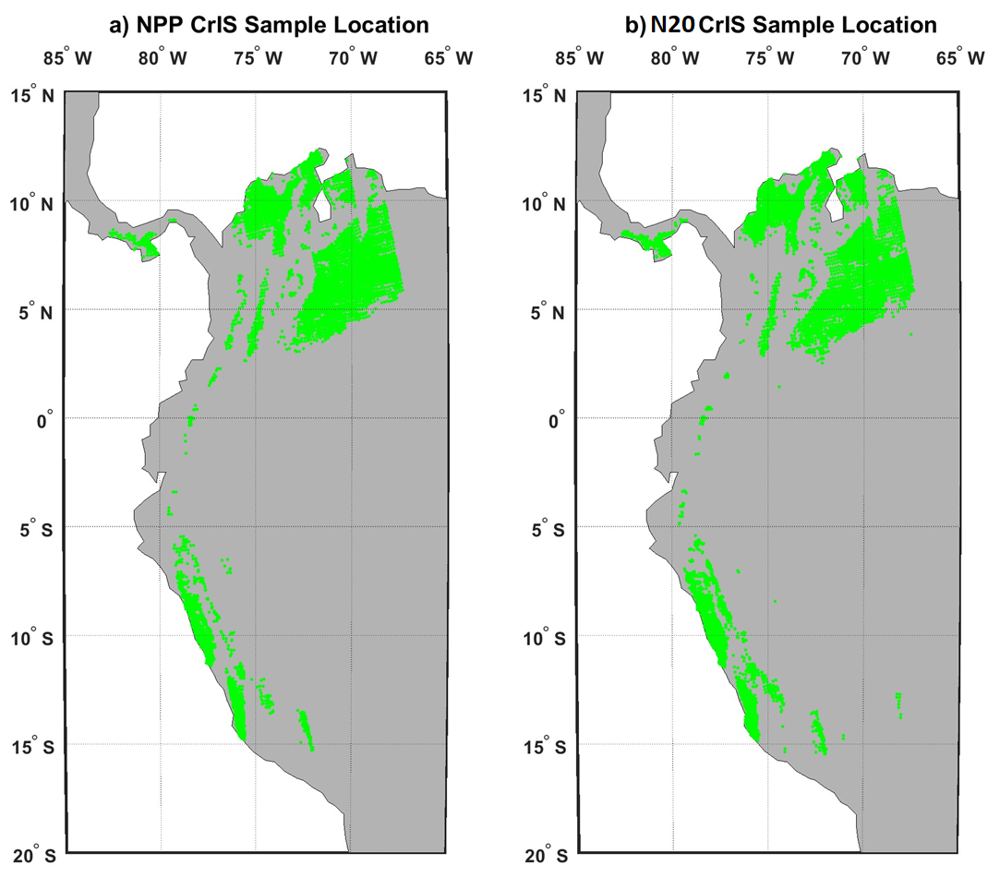 a) NPP CrIS Sample Location
85° W 80° W 75° W 70° W 65° W
15° N
10° N
5° N
0°
5° S
10° S
15° S
20° S
b) N20 CrIS Sample Location
85° W 80° W 75° W 70° W 65° W
15° N
10° N
5° N
0°
5° S
10° S
15° S
20° S